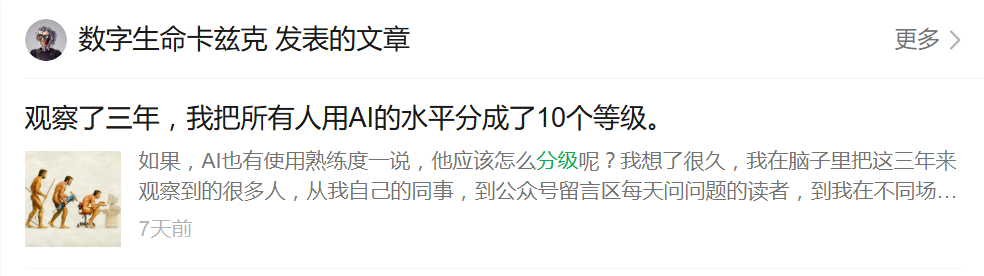 数字生命卡兹克 发表的文章
更多
观察了三年，我把所有人用AI的水平分成了10个等级。
如果，AI也有使用熟练度一说，他应该怎么分级呢？我想了很久，我在脑子里把这三年来
观察到的很多人，从我自己的同事，到公众号留言区每天问问题的读者，到我在不同场…
7天前